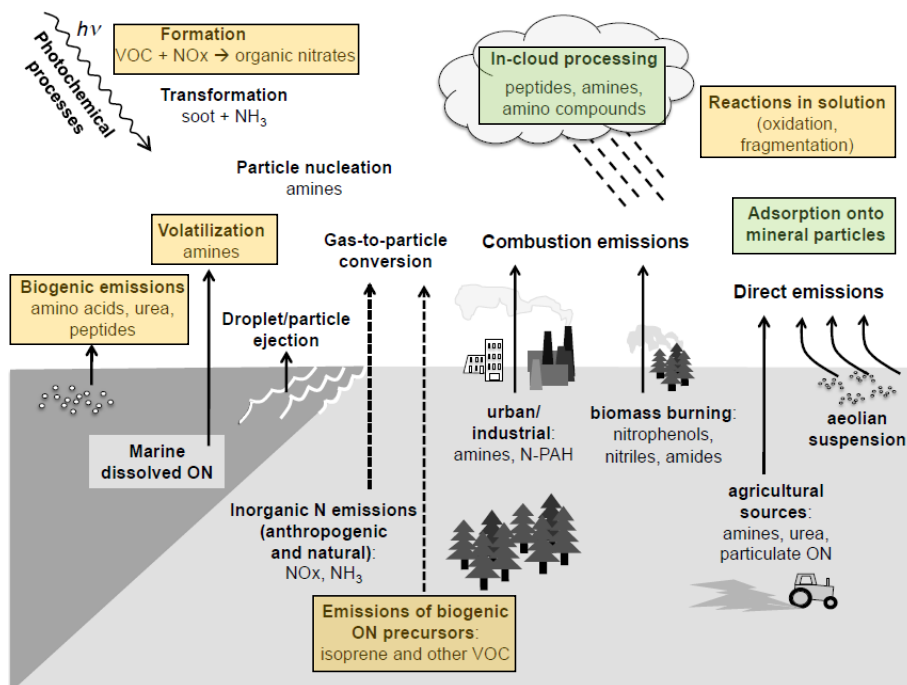 hν
Photochemical
processes
Formation
VOC + NOx → organic nitrates
Transformation
soot + NH₃
Particle nucleation
amines
In-cloud processing
peptides, amines,
amino compounds
Reactions in solution
(oxidation,
fragmentation)
Adsorption onto
mineral particles
Volatilization
amines
Biogenic emissions
amino acids, urea,
peptides
Droplet/particle
ejection
Gas-to-particle
conversion
Combustion emissions
Direct emissions
Marine
dissolved ON
Inorganic N emissions
(anthropogenic
and natural):
NOx, NH₃
Emissions of biogenic
ON precursors:
isoprene and other VOC
urban/
industrial:
amines, N-PAH
biomass burning:
nitrophenols,
nitriles, amides
agricultural
sources:
amines, urea,
particulate ON
aeolian
suspension